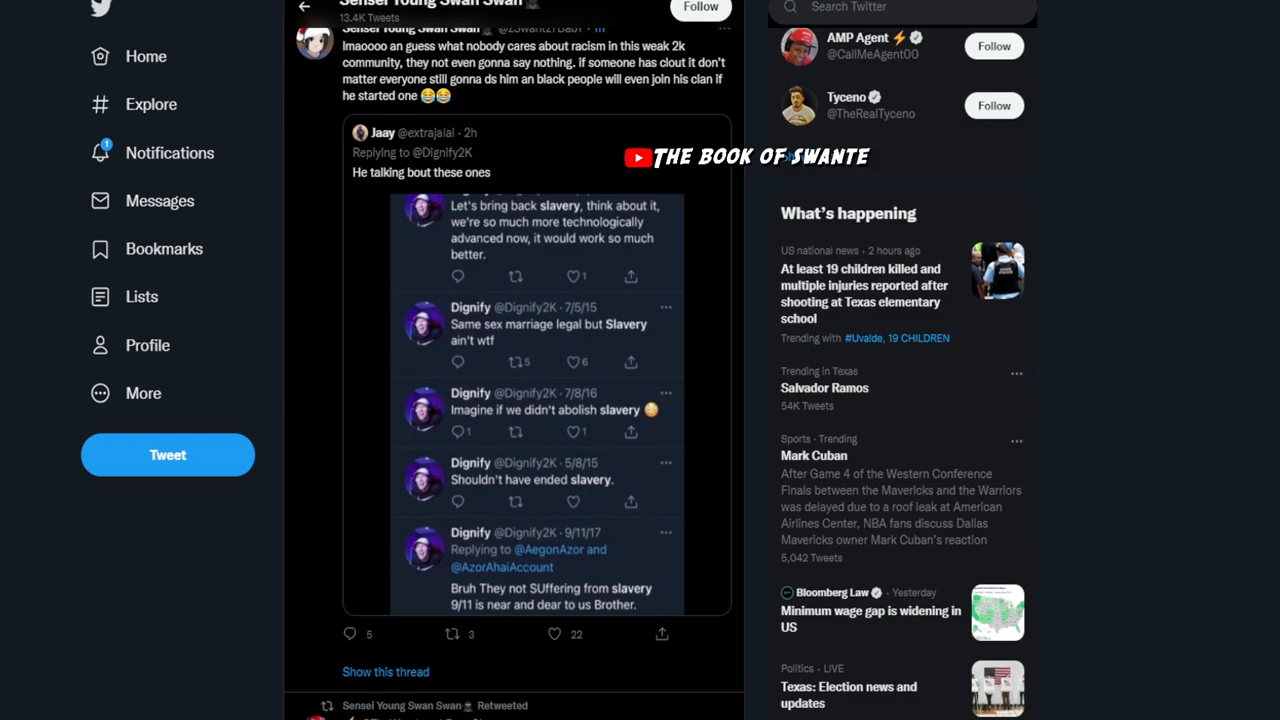 Home
Explore
1
Notifications
Messages
Bookmarks
Lists
Profile
More
Tweet
Sensei Young Swan Swan
13.4K Tweets
Follow
Sensei Young Swan Swan
lmaoooo an guess what nobody cares about racism in this weak 2k
community, they not even gonna say nothing. if someone has clout it don't
matter everyone still gonna ds him an black people will even join his clan if
he started one 😂😂
Jaay @extrajalal · 2h
Replying to @Dignify2K
He talking bout these ones
Let's bring back slavery, think about it,
we're so much more technologically
advanced now, it would work so much
better.
1
Dignify @Dignify2K · 7/5/15
Same sex marriage legal but Slavery
ain't wtf
5 6
Dignify @Dignify2K · 7/8/16
Imagine if we didn't abolish slavery 😳
1 1
Dignify @Dignify2K · 5/8/15
Shouldn't have ended slavery.
Dignify @Dignify2K · 9/11/17
Replying to @AegonAzor and
@AzorAhaiAccount
Bruh They not SUffering from slavery
9/11 is near and dear to us Brother.
5 3 22
Show this thread
Sensei Young Swan Swan Retweeted
THE BOOK OF SWANTE
Search Twitter
AMP Agent ⚡
@CallMeAgent00
Follow
Tyceno
@TheRealTyceno
Follow
What's happening
US national news · 2 hours ago
At least 19 children killed and
multiple injuries reported after
shooting at Texas elementary
school
Trending with #Uvalde, 19 CHILDREN
Trending in Texas
Salvador Ramos
54K Tweets
Sports · Trending
Mark Cuban
After Game 4 of the Western Conference
Finals between the Mavericks and the Warriors
was delayed due to a roof leak at American
Airlines Center, NBA fans discuss Dallas
Mavericks owner Mark Cuban's reaction
5,042 Tweets
Bloomberg Law · Yesterday
Minimum wage gap is widening in
US
Politics · LIVE
Texas: Election news and
updates